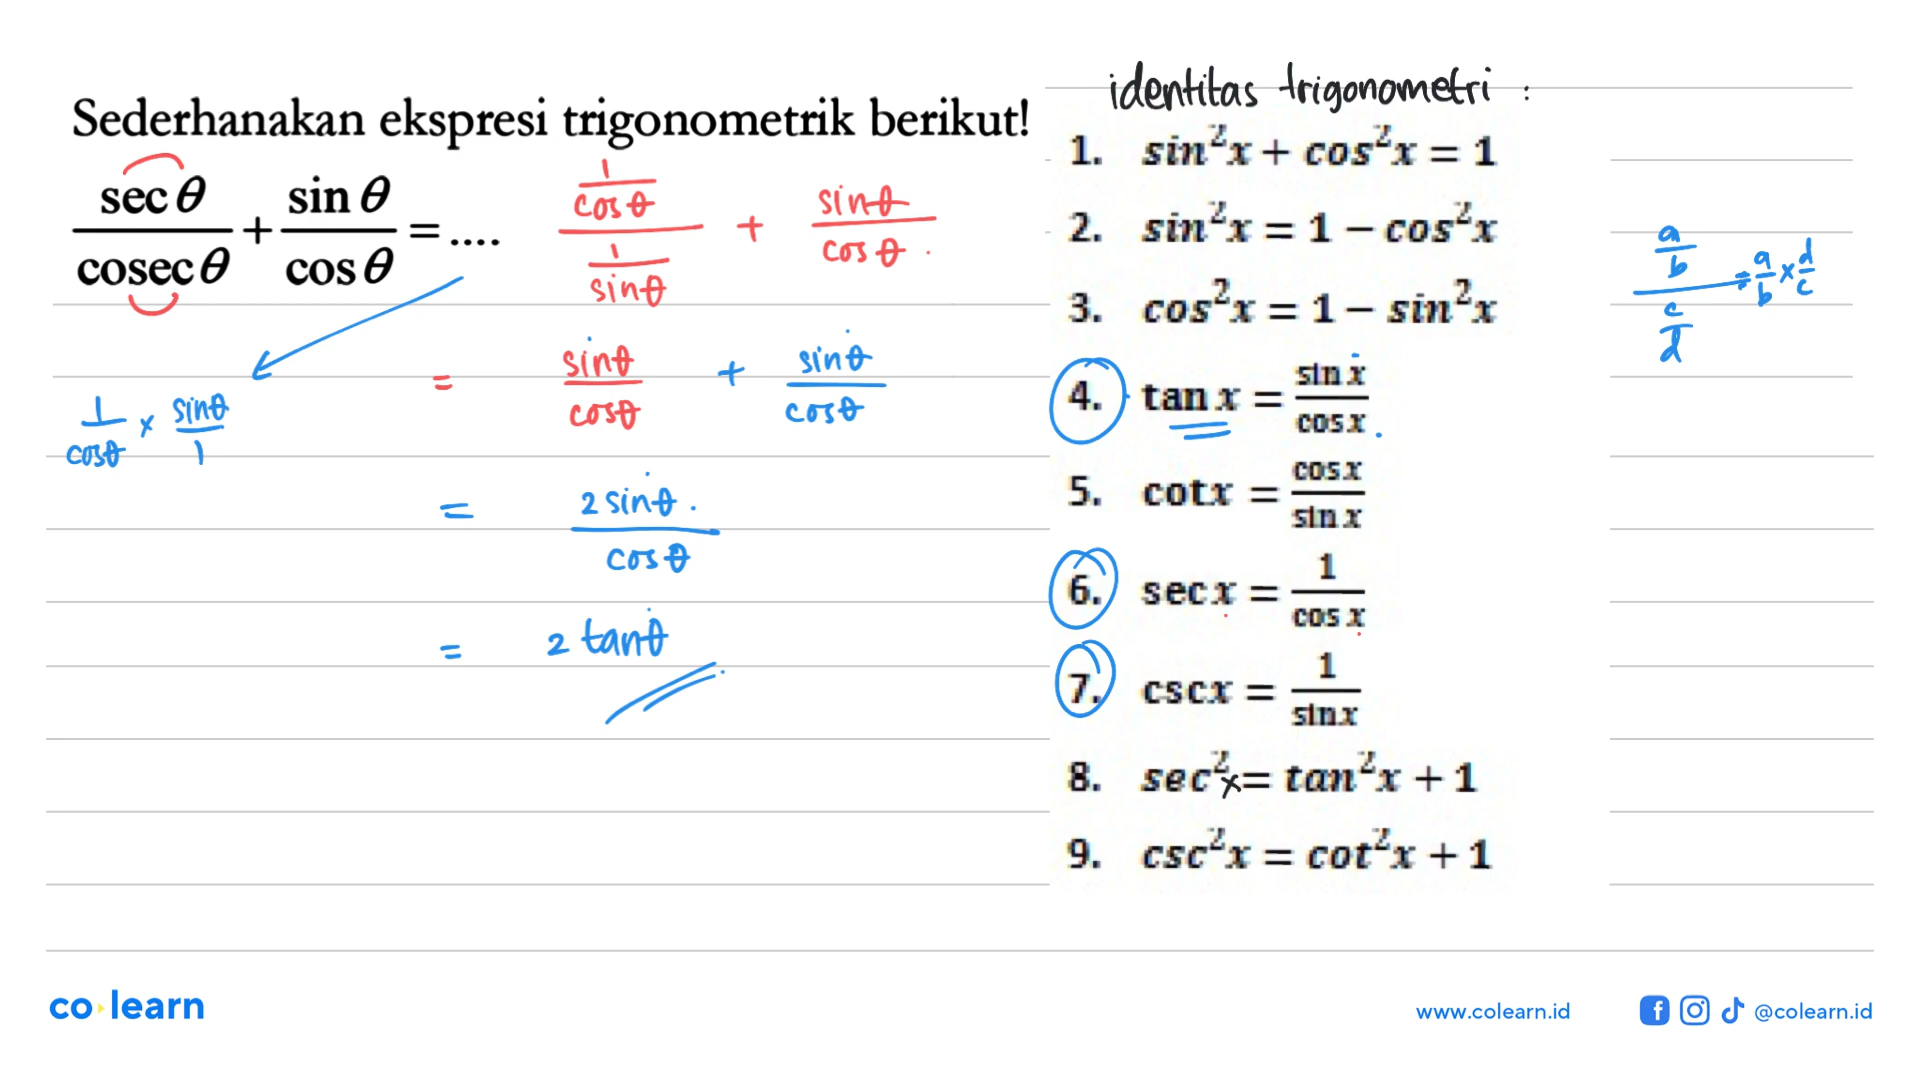 Sederhanakan ekspresi trigonometrik berikut!
sec θ / cosec θ + sin θ / cos θ = ....
(1 / cos θ) / (1 / sin θ) + sin θ / cos θ
1 / cos θ × sin θ / 1
= sin θ / cos θ + sin θ / cos θ
= 2 sin θ / cos θ
= 2 tan θ
identitas trigonometri :
1. sin²x + cos²x = 1
2. sin²x = 1 − cos²x
3. cos²x = 1 − sin²x
4. tan x = sin x / cos x
5. cot x = cos x / sin x
6. sec x = 1 / cos x
7. csc x = 1 / sin x
8. sec²x = tan²x + 1
9. csc²x = cot²x + 1
(a / b) / (c / d) = a / b × d / c
co learn
www.colearn.id
@colearn.id